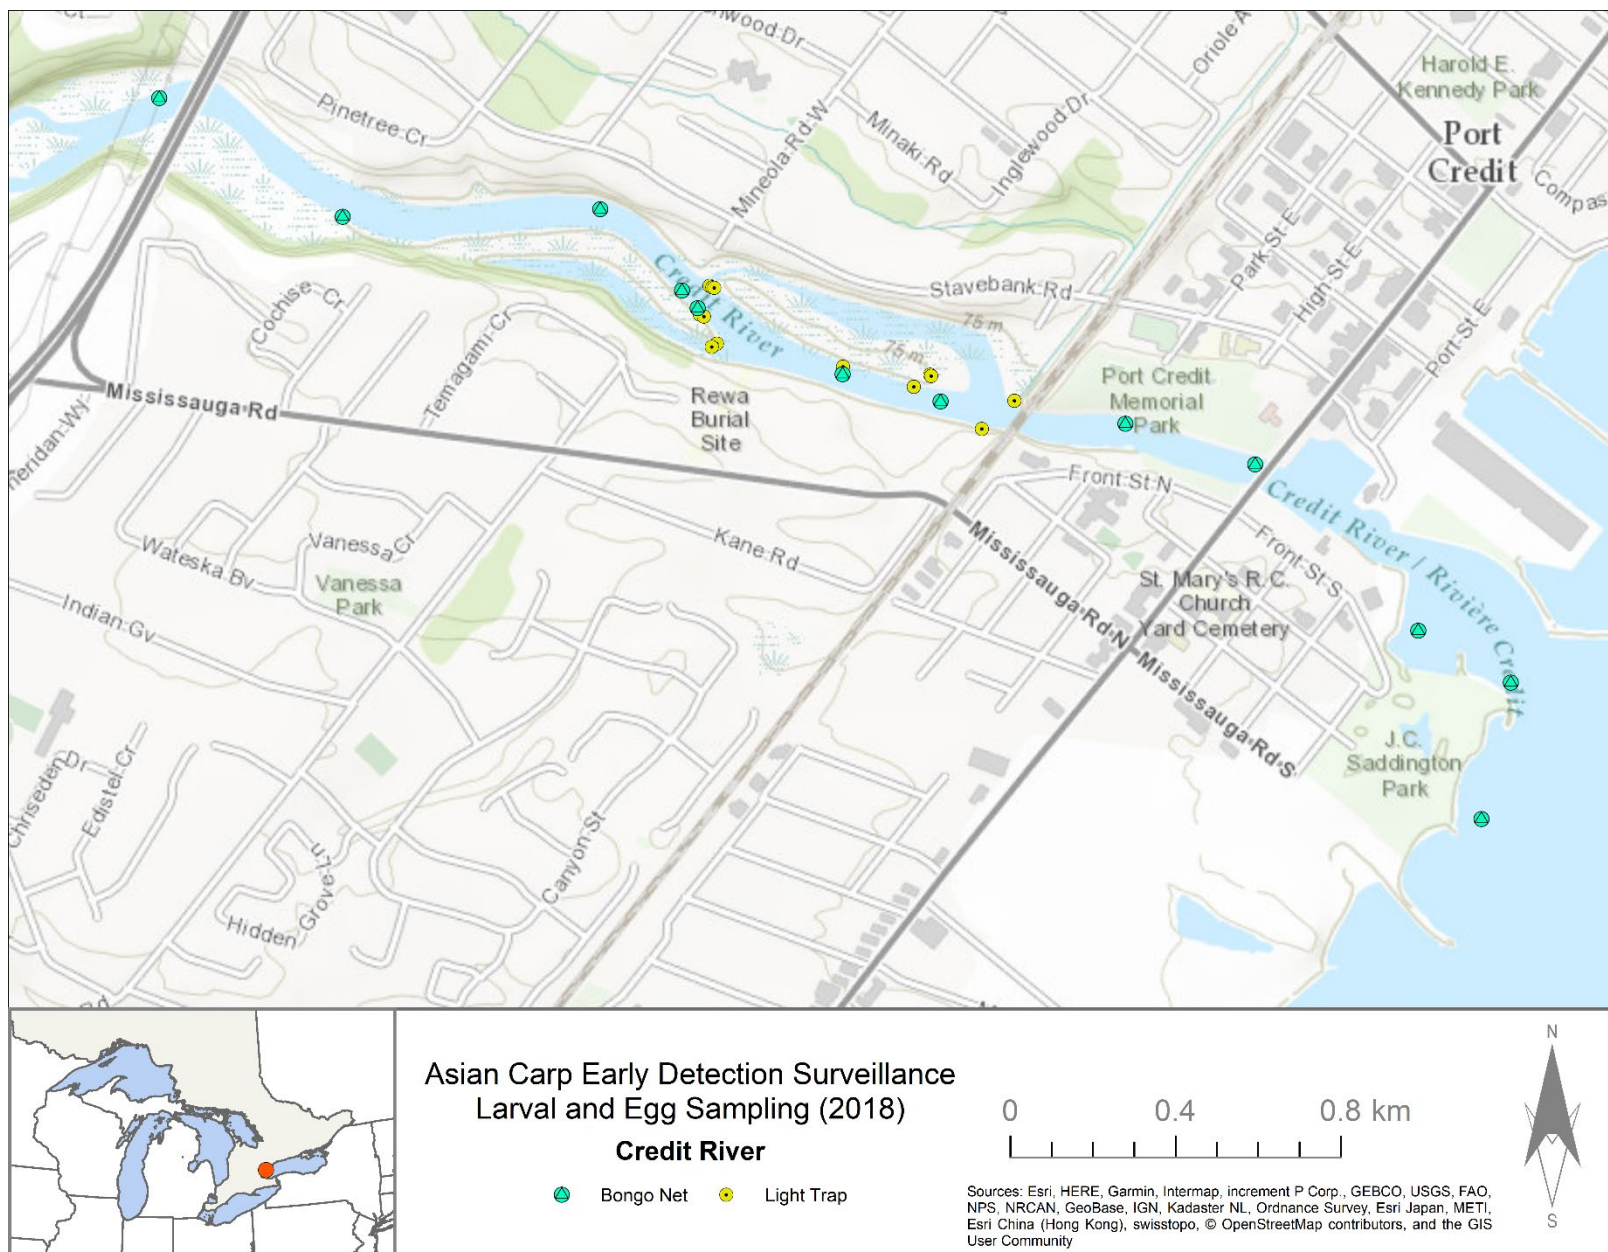 Pinetree Cr
Mineola Rd W
Minaki Rd
Inglewood Dr
Oriole A
Harold E.
Kennedy Park
Port
Credit
Compas
Park St E
High St E
Port St E
Stavebank Rd
75 m
75 m
Credit River
Cochise Cr
Temagami Cr
Mississauga Rd
Rewa
Burial
Site
Port Credit
Memorial
Park
Front St N
Credit River / Rivière Credit
Front St S
Kane Rd
Vanessa Cr
Vanessa
Park
Wateska Bv
Indian Gv
Mississauga Rd N
St. Mary's R.C.
Church
Yard Cemetery
Mississauga Rd S
J.C.
Saddington
Park
Chriseden Dr
Edistel Cr
Hidden Grove Ln
Canyon St
Rd
Asian Carp Early Detection Surveillance
Larval and Egg Sampling (2018)
Credit River
Bongo Net
Light Trap
0 0.4 0.8 km
N
S
Sources: Esri, HERE, Garmin, Intermap, increment P Corp., GEBCO, USGS, FAO,
NPS, NRCAN, GeoBase, IGN, Kadaster NL, Ordnance Survey, Esri Japan, METI,
Esri China (Hong Kong), swisstopo, © OpenStreetMap contributors, and the GIS
User Community